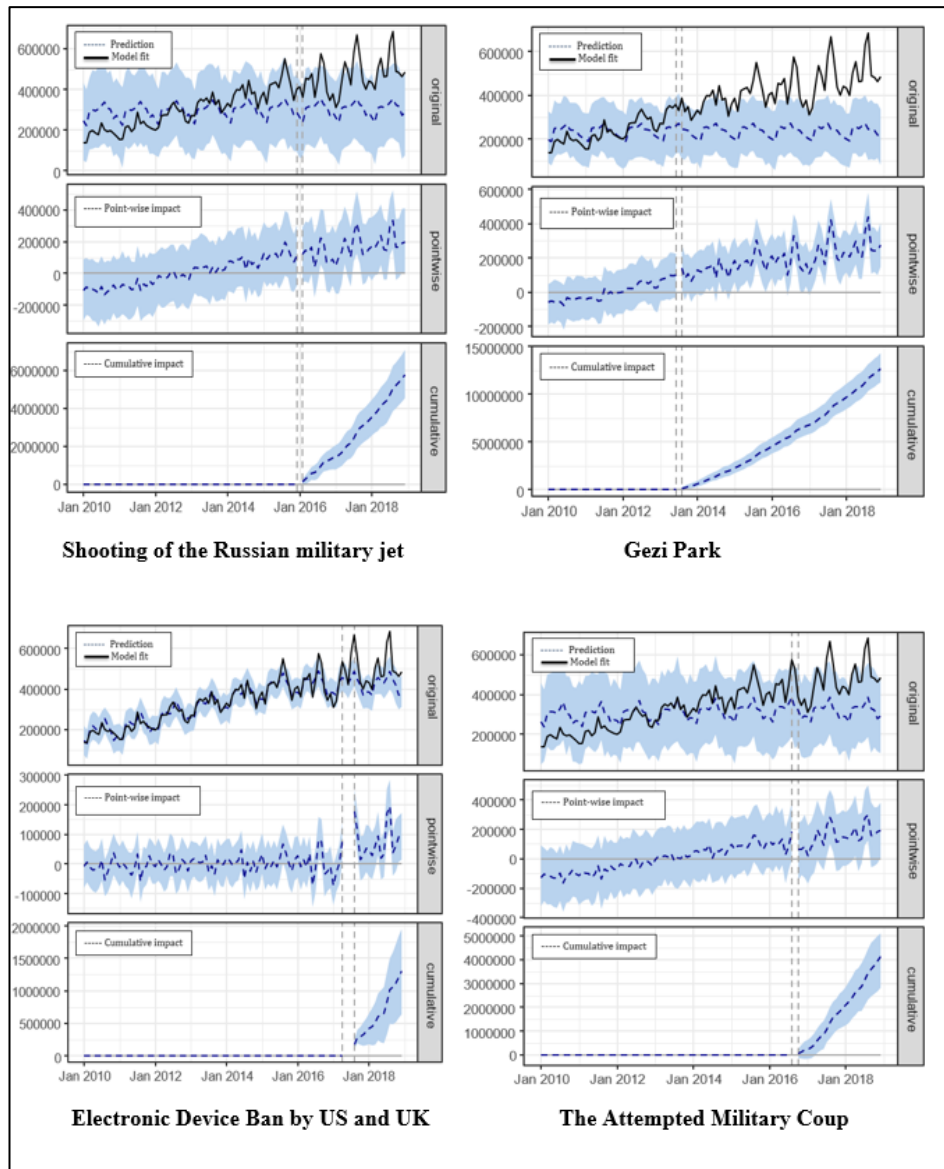 600000
400000
200000
0
Prediction
Model fit
original
400000
200000
0
-200000
Point-wise impact
pointwise
6000000
4000000
2000000
0
Cumulative impact
cumulative
Jan 2010 Jan 2012 Jan 2014 Jan 2016 Jan 2018
Shooting of the Russian military jet
600000
400000
200000
0
Prediction
Model fit
original
600000
400000
200000
0
-200000
Point-wise impact
pointwise
15000000
10000000
5000000
0
Cumulative impact
cumulative
Jan 2010 Jan 2012 Jan 2014 Jan 2016 Jan 2018
Gezi Park
600000
400000
200000
Prediction
Model fit
original
300000
200000
100000
0
-100000
Point-wise impact
pointwise
2000000
1500000
1000000
500000
0
Cumulative impact
cumulative
Jan 2010 Jan 2012 Jan 2014 Jan 2016 Jan 2018
Electronic Device Ban by US and UK
600000
400000
200000
0
Prediction
Model fit
original
400000
200000
0
-200000
-400000
Point-wise impact
pointwise
5000000
4000000
3000000
2000000
1000000
0
Cumulative impact
cumulative
Jan 2010 Jan 2012 Jan 2014 Jan 2016 Jan 2018
The Attempted Military Coup